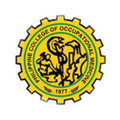 PHILIPPINE COLLEGE OF OCCUPATIONAL MEDICINE
1977